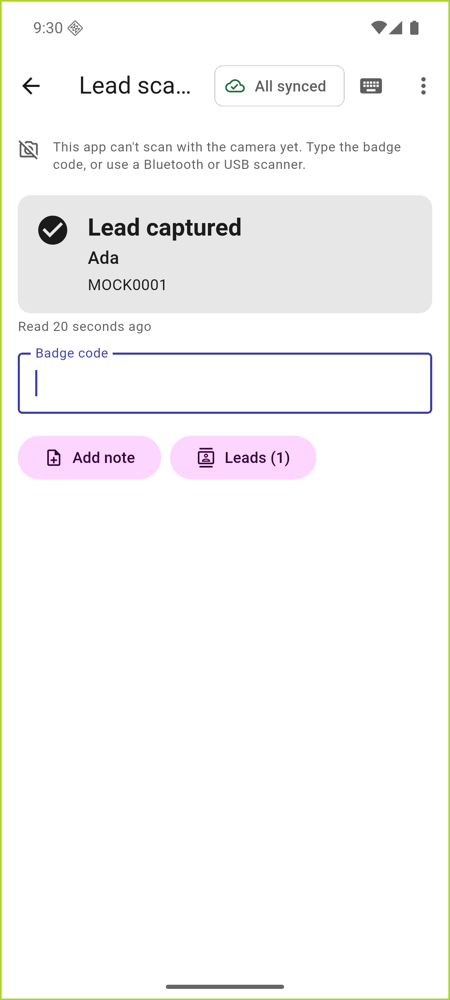 9:30
Lead sca...
All synced
This app can't scan with the camera yet. Type the badge
code, or use a Bluetooth or USB scanner.
Lead captured
Ada
MOCK0001
Read 20 seconds ago
Badge code
Add note
Leads (1)